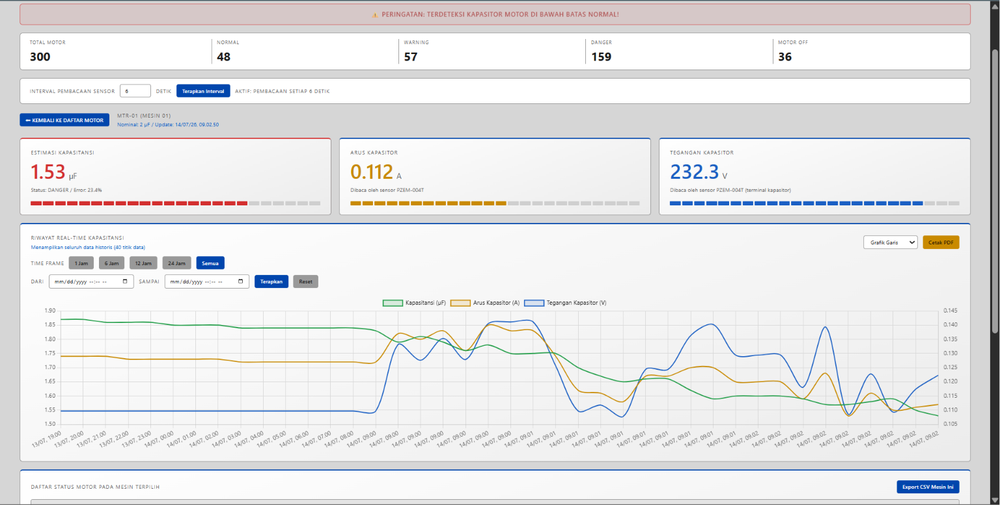 ⚠ PERINGATAN: TERDETEKSI KAPASITOR MOTOR DI BAWAH BATAS NORMAL!
TOTAL MOTOR
300
NORMAL
48
WARNING
57
DANGER
159
MOTOR OFF
36
INTERVAL PEMBACAAN SENSOR 6 DETIK Terapkan Interval AKTIF: PEMBACAAN SETIAP 6 DETIK
⬅ KEMBALI KE DAFTAR MOTOR
MTR-01 (MESIN 01)
Nominal: 2 µF / Update: 14/07/26, 09.02.50
ESTIMASI KAPASITANSI
1.53 µF
Status: DANGER / Error: 23.4%
ARUS KAPASITOR
0.112 A
Dibaca oleh sensor PZEM-004T
TEGANGAN KAPASITOR
232.3 V
Dibaca oleh sensor PZEM-004T (terminal kapasitor)
RIWAYAT REAL-TIME KAPASITANSI
Menampilkan seluruh data historis (40 titik data)
Grafik Garis
Cetak PDF
TIME FRAME 1 Jam 6 Jam 12 Jam 24 Jam Semua
DARI mm/dd/yyyy --:-- -- SAMPAI mm/dd/yyyy --:-- -- Terapkan Reset
Kapasitansi (µF) Arus Kapasitor (A) Tegangan Kapasitor (V)
1.90
1.85
1.80
1.75
1.70
1.65
1.60
1.55
1.50
0.145
0.140
0.135
0.130
0.125
0.120
0.115
0.110
0.105
13/07, 19.00
13/07, 20.00
13/07, 21.00
13/07, 22.00
13/07, 23.00
14/07, 00.00
14/07, 01.00
14/07, 02.00
14/07, 03.00
14/07, 04.00
14/07, 05.00
14/07, 06.00
14/07, 07.00
14/07, 08.00
14/07, 09.00
14/07, 09.00
14/07, 09.00
14/07, 09.00
14/07, 09.00
14/07, 09.00
14/07, 09.00
14/07, 09.01
14/07, 09.01
14/07, 09.01
14/07, 09.01
14/07, 09.01
14/07, 09.01
14/07, 09.01
14/07, 09.01
14/07, 09.01
14/07, 09.01
14/07, 09.02
14/07, 09.02
14/07, 09.02
14/07, 09.02
14/07, 09.02
14/07, 09.02
14/07, 09.02
14/07, 09.02
14/07, 09.02
DAFTAR STATUS MOTOR PADA MESIN TERPILIH
Export CSV Mesin Ini